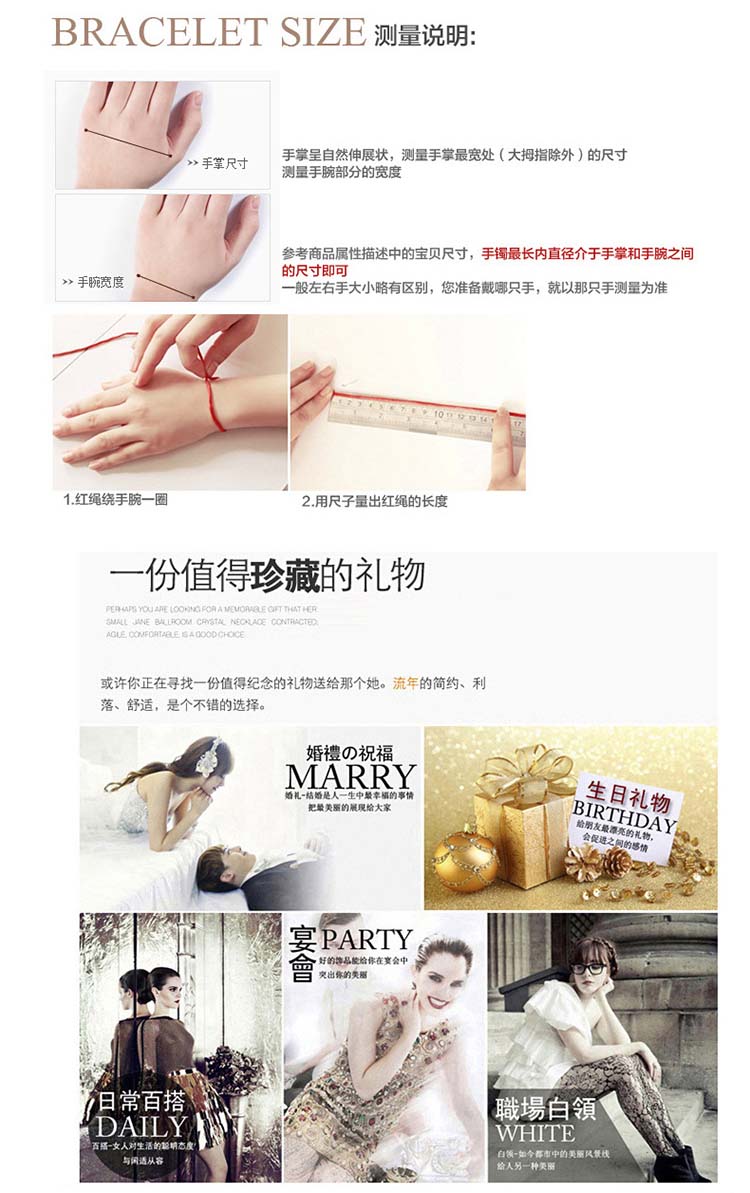 BRACELET SIZE 测量说明:
>> 手掌尺寸
手掌呈自然伸展状，测量手掌最宽处（大拇指除外）的尺寸
测量手腕部分的宽度
>> 手腕宽度
参考商品属性描述中的宝贝尺寸，手镯最长内直径介于手掌和手腕之间
的尺寸即可
一般左右手大小略有区别，您准备戴哪只手，就以那只手测量为准
1 2 3 4 5 6 7 8 9 10 11 12 13 14 17
1.红绳绕手腕一圈
2.用尺子量出红绳的长度
一份值得珍藏的礼物
PERHAPS YOU ARE LOOKING FOR A MEMORABLE GIFT THAT HER.
SMALL JANE BALLROOM. CRYSTAL NECKLACE CONTRACTED,
AGILE, COMFORTABLE, IS A GOOD CHOICE.
或许你正在寻找一份值得纪念的礼物送给那个她。流年的简约、利
落、舒适，是个不错的选择。
婚禮の祝福
MARRY
婚礼-结婚是人一生中最幸福的事情
把最美丽的展现给大家
生日礼物
BIRTHDAY
给朋友最漂亮的礼物，
会促进之间的感情
日常百搭
DAILY
百搭-女人对生活的聪明态度
与闲适从容
宴會 PARTY
好的饰品能给你在宴会中
突出你的美丽
職場白領
WHITE
白领-如今都市中的美丽风景线
给人另一种美丽